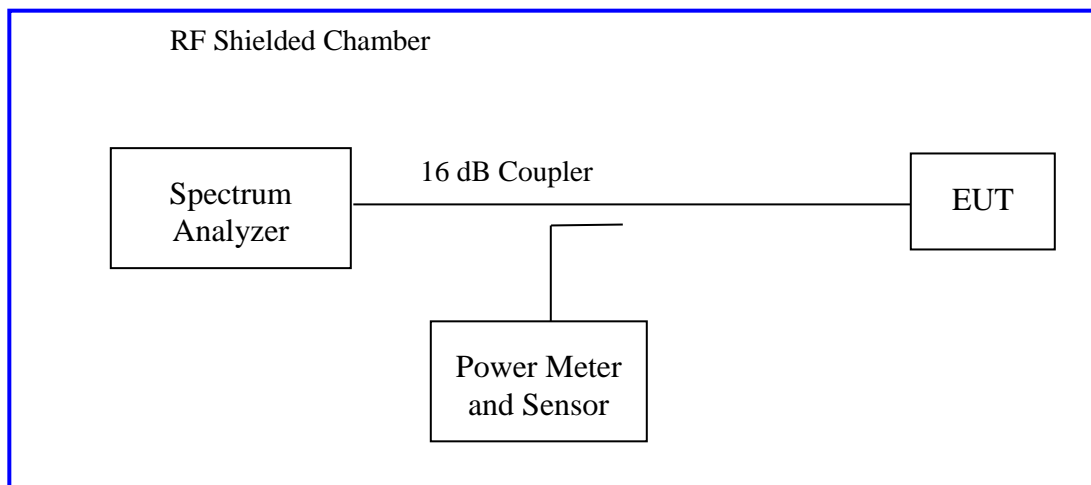 RF Shielded Chamber
16 dB Coupler
Spectrum
Analyzer
EUT
Power Meter
and Sensor